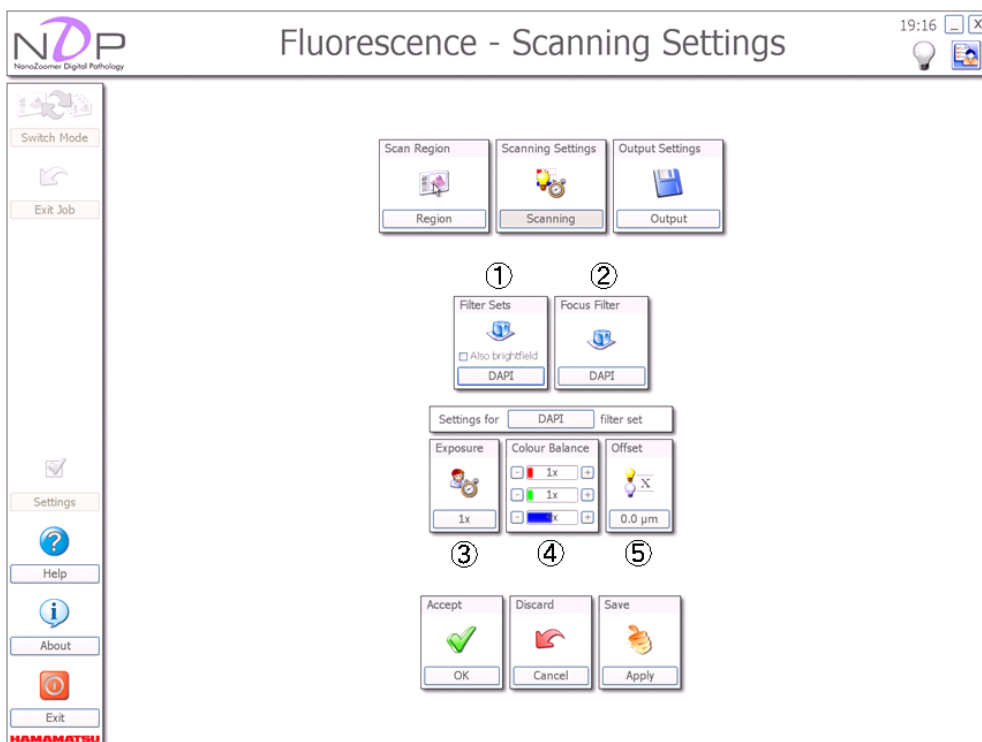 NDP
NanoZoomer Digital Pathology
Fluorescence - Scanning Settings
19:16
Switch Mode
Exit Job
Settings
Help
About
Exit
HAMAMATSU
Scan Region
Region
Scanning Settings
Scanning
Output Settings
Output
① ②
Filter Sets
Also brightfield
DAPI
Focus Filter
DAPI
Settings for DAPI filter set
Exposure
1x
Colour Balance
- 1x +
- 1x +
- x +
Offset
X
0.0 µm
③ ④ ⑤
Accept
OK
Discard
Cancel
Save
Apply